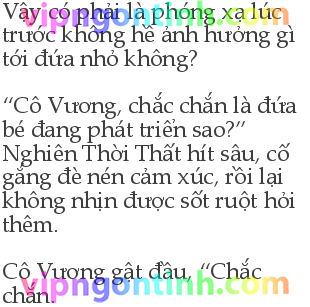 Vậy có phải là phóng xạ lúc
trước không hề ảnh hưởng gì
tới đứa nhỏ không?
“Cô Vương, chắc chắn là đứa
bé đang phát triển sao?”
Nghiên Thời Thất hít sâu, cố
gắng đè nén cảm xúc, rồi lại
không nhịn được sốt ruột hỏi
thêm.
Cô Vương gật đầu, “Chắc
chắn.
vipngontinh.com
vipngontinh.com
vipngontinh.com